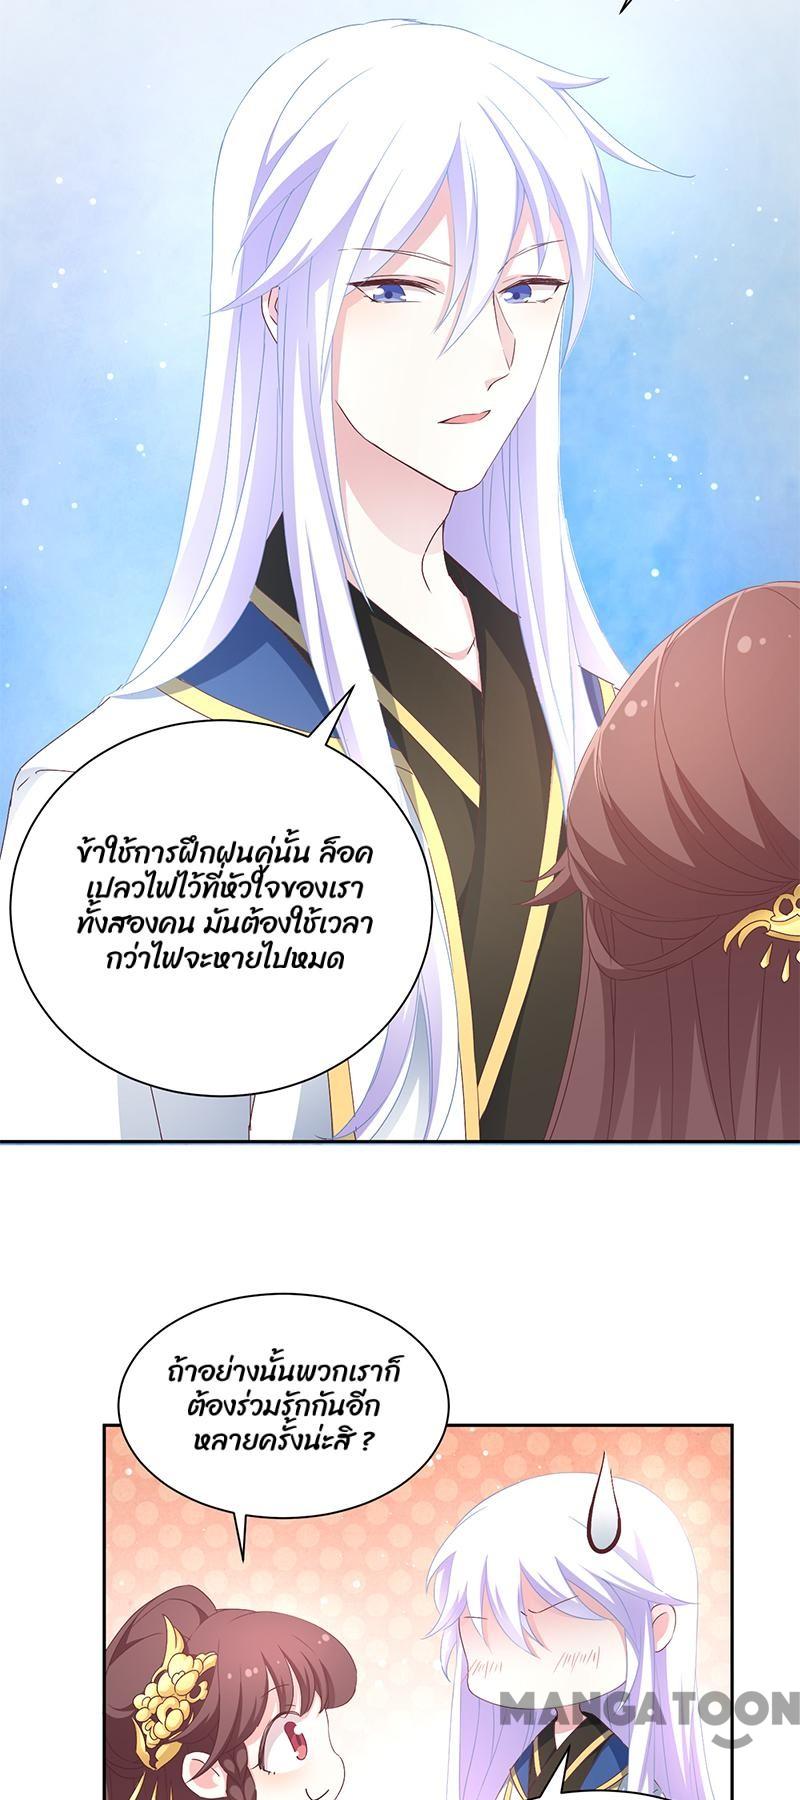 ข้าใช้การฝึกฝนคู่นั้น ล็อค
เปลวไฟไว้ที่หัวใจของเรา
ทั้งสองคน มันต้องใช้เวลา
กว่าไฟจะหายไปหมด
ถ้าอย่างนั้นพวกเราก็
ต้องร่วมรักกันอีก
หลายครั้งน่ะสิ ?
MANGATOON